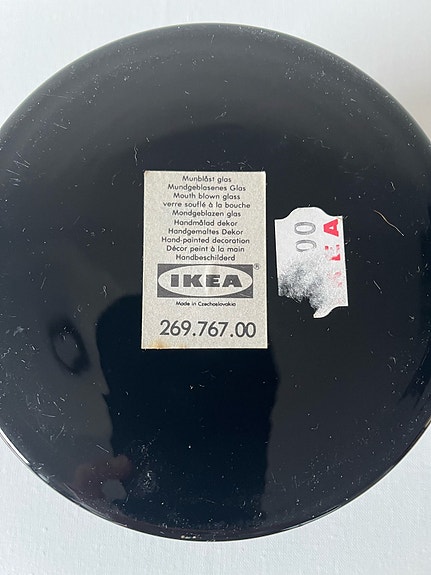 Munblåst glas
Mundgeblasenes Glas
Mouth blown glass
verre soufflé à la bouche
Mondgeblazen glas
Handmålad dekor
Handgemaltes Dekor
Hand-painted decoration
Décor peint à la main
Handbeschilderd
IKEA®
Made in Czechoslovakia
269.767.00
90